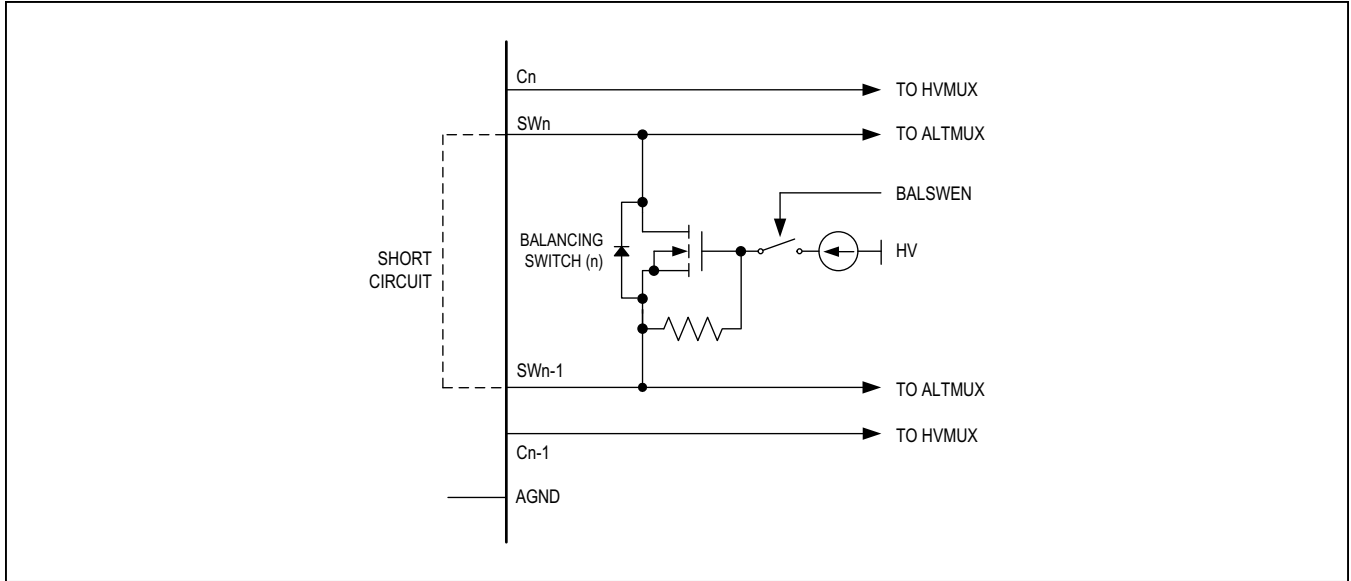 Cn
TO HVMUX
SWn
TO ALTMUX
BALSWEN
BALANCING
SWITCH (n)
HV
SHORT
CIRCUIT
SWn-1
TO ALTMUX
TO HVMUX
Cn-1
AGND